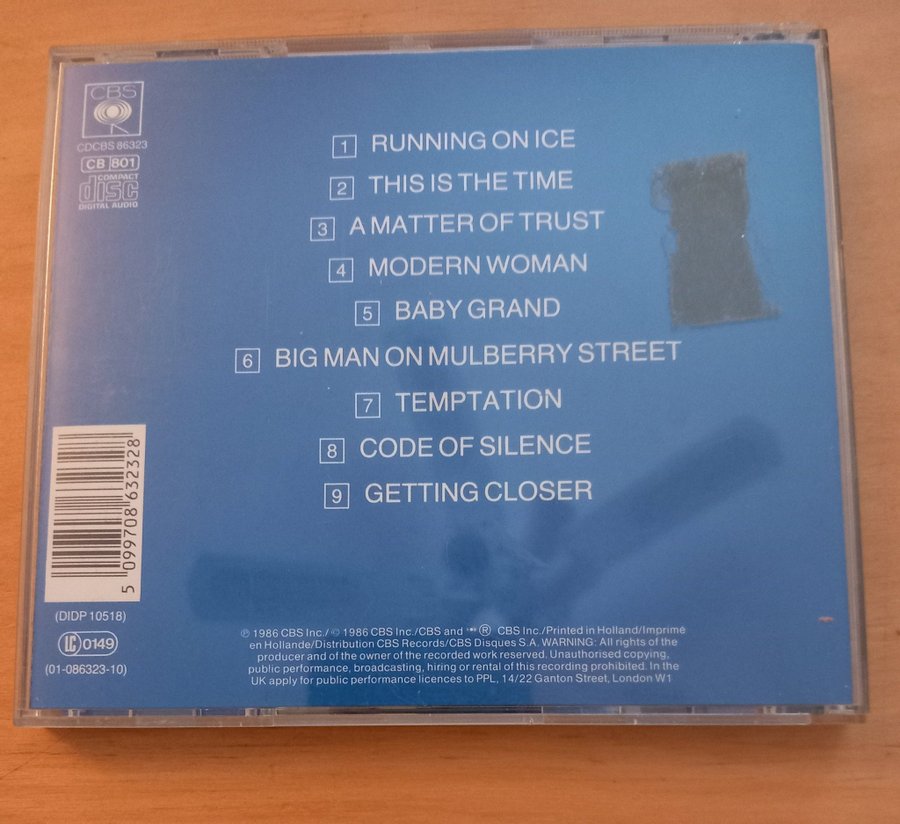 CBS
CDCBS 86323
CB 801
COMPACT
disc
DIGITAL AUDIO
1 RUNNING ON ICE
2 THIS IS THE TIME
3 A MATTER OF TRUST
4 MODERN WOMAN
5 BABY GRAND
6 BIG MAN ON MULBERRY STREET
7 TEMPTATION
8 CODE OF SILENCE
9 GETTING CLOSER
5 099708 632328
(DIDP 10518)
LC 0149
(01-086323-10)
℗ 1986 CBS Inc./© 1986 CBS Inc./CBS and ® CBS Inc./Printed in Holland/Imprimé
en Hollande/Distribution CBS Records/CBS Disques S.A. WARNING: All rights of the
producer and of the owner of the recorded work reserved. Unauthorised copying,
public performance, broadcasting, hiring or rental of this recording prohibited. In the
UK apply for public performance licences to PPL, 14/22 Ganton Street, London W1